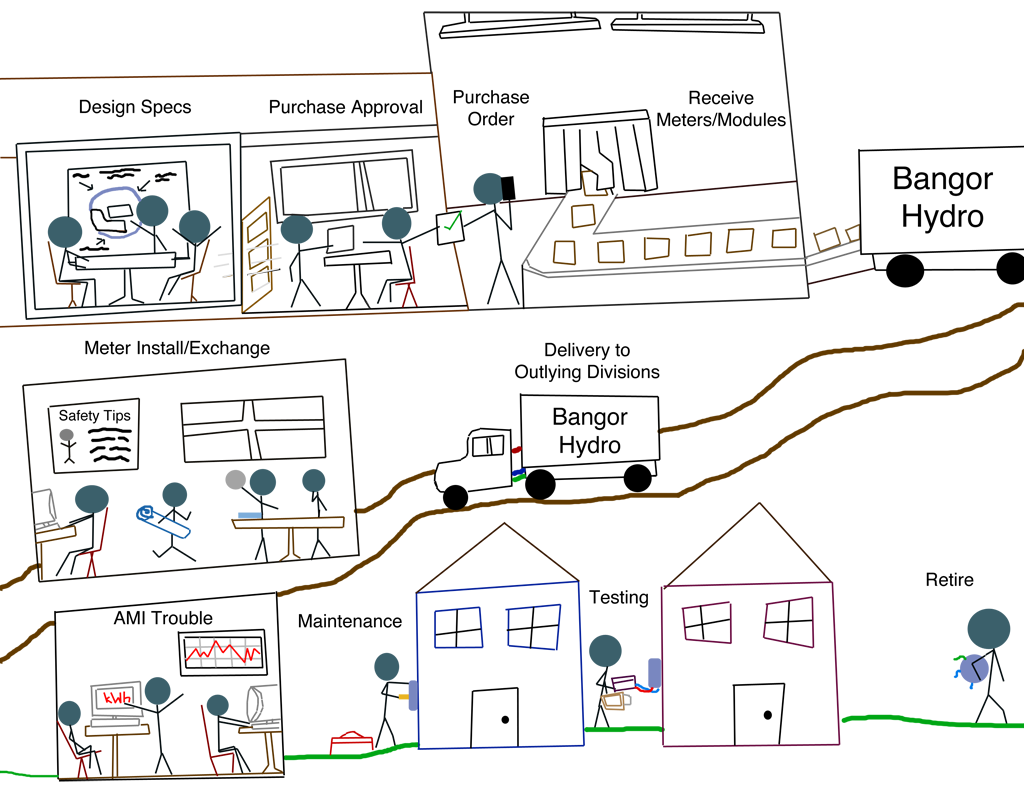 Design Specs
Purchase Approval
Purchase
Order
Receive
Meters/Modules
Bangor
Hydro
Meter Install/Exchange
Safety Tips
Delivery to
Outlying Divisions
Bangor
Hydro
AMI Trouble
kWh
Maintenance
Testing
Retire